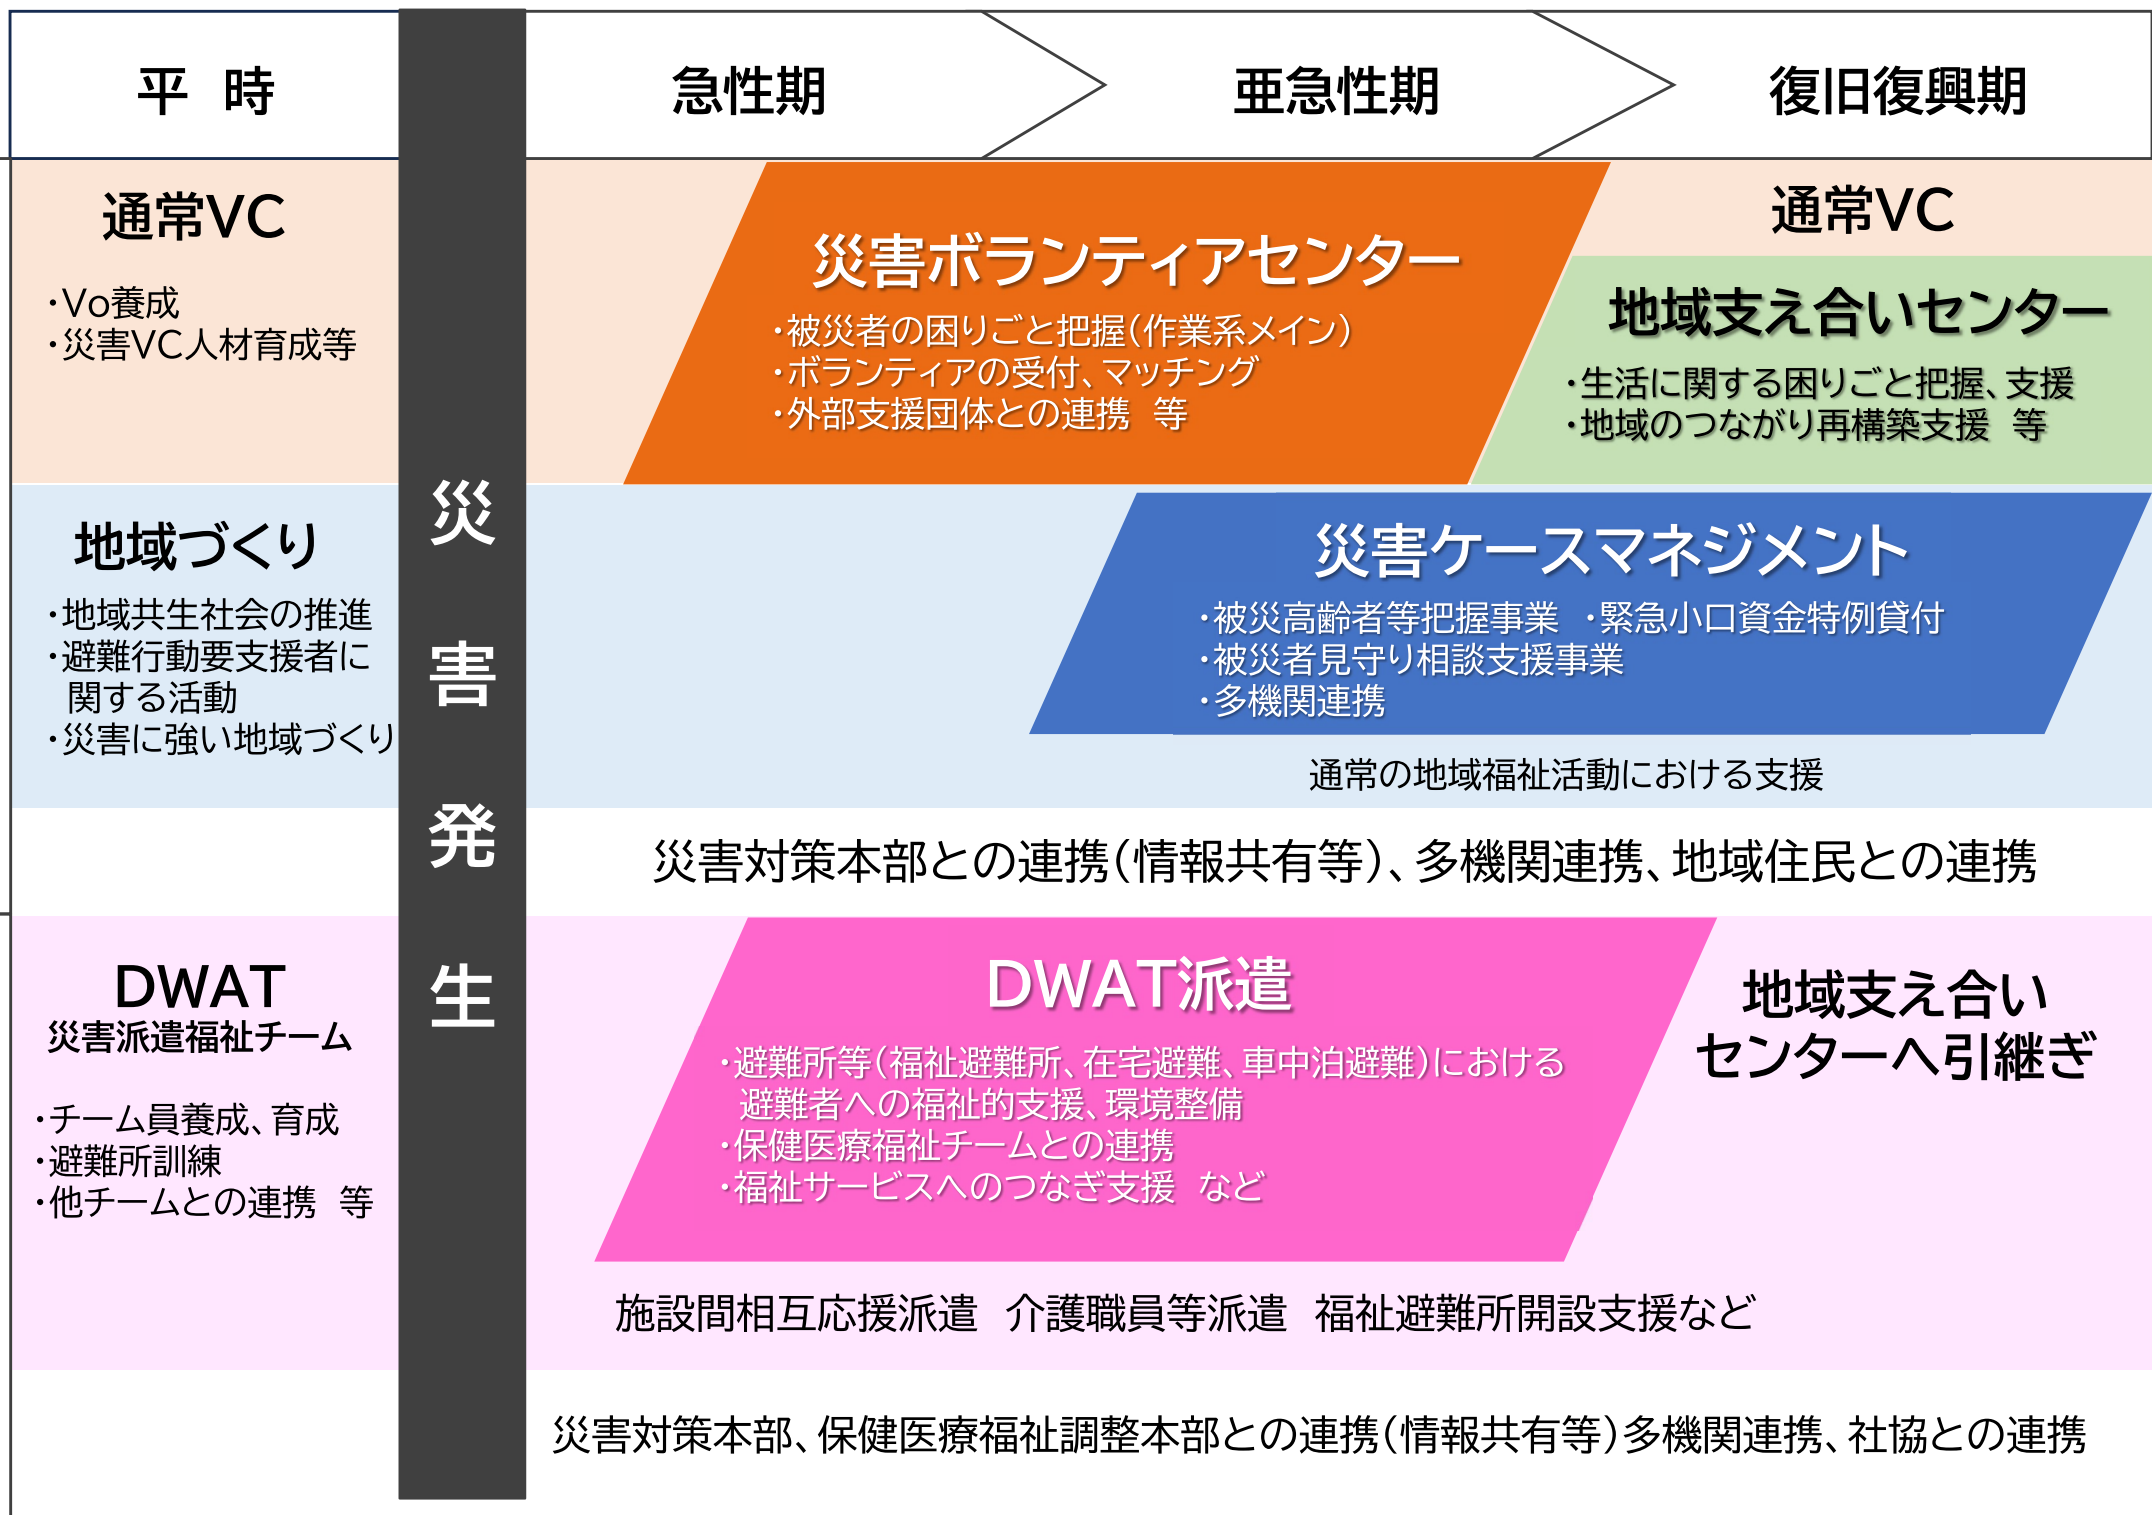 平　時
急性期
亜急性期
復旧復興期
災害発生
通常VC
・Vo養成
・災害VC人材育成等
災害ボランティアセンター
・被災者の困りごと把握（作業系メイン）
・ボランティアの受付、マッチング
・外部支援団体との連携　等
通常VC
地域支え合いセンター
・生活に関する困りごと把握、支援
・地域のつながり再構築支援　等
地域づくり
・地域共生社会の推進
・避難行動要支援者に
関する活動
・災害に強い地域づくり
災害ケースマネジメント
・被災高齢者等把握事業　・緊急小口資金特例貸付
・被災者見守り相談支援事業
・多機関連携
通常の地域福祉活動における支援
災害対策本部との連携（情報共有等）、多機関連携、地域住民との連携
DWAT
災害派遣福祉チーム
・チーム員養成、育成
・避難所訓練
・他チームとの連携　等
DWAT派遣
・避難所等（福祉避難所、在宅避難、車中泊避難）における
避難者への福祉的支援、環境整備
・保健医療福祉チームとの連携
・福祉サービスへのつなぎ支援　など
地域支え合い
センターへ引継ぎ
施設間相互応援派遣　介護職員等派遣　福祉避難所開設支援など
災害対策本部、保健医療福祉調整本部との連携（情報共有等）多機関連携、社協との連携